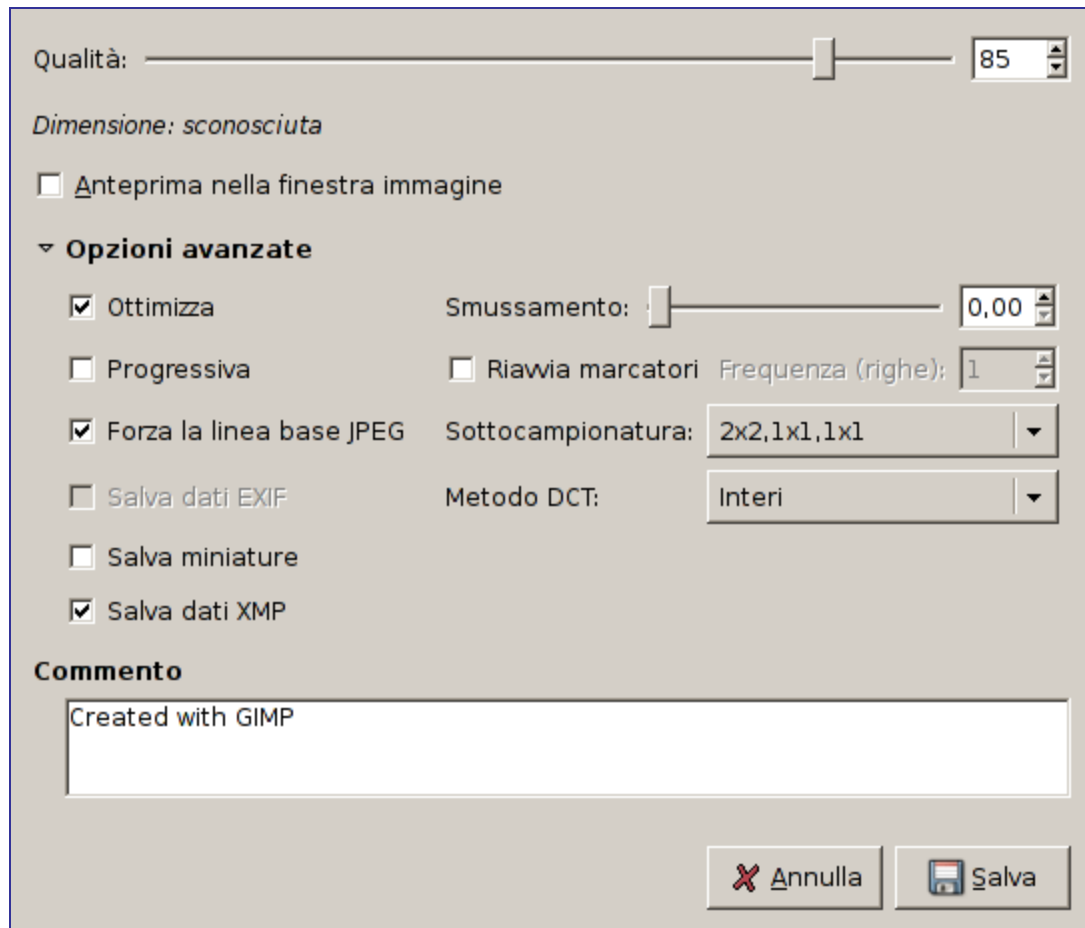 Qualità: 85
Dimensione: sconosciuta
Anteprima nella finestra immagine
Opzioni avanzate
Ottimizza Smussamento: 0,00
Progressiva Riavvia marcatori Frequenza (righe): 1
Forza la linea base JPEG Sottocampionatura: 2x2,1x1,1x1
Salva dati EXIF Metodo DCT: Interi
Salva miniature
Salva dati XMP
Commento
Created with GIMP
Annulla Salva